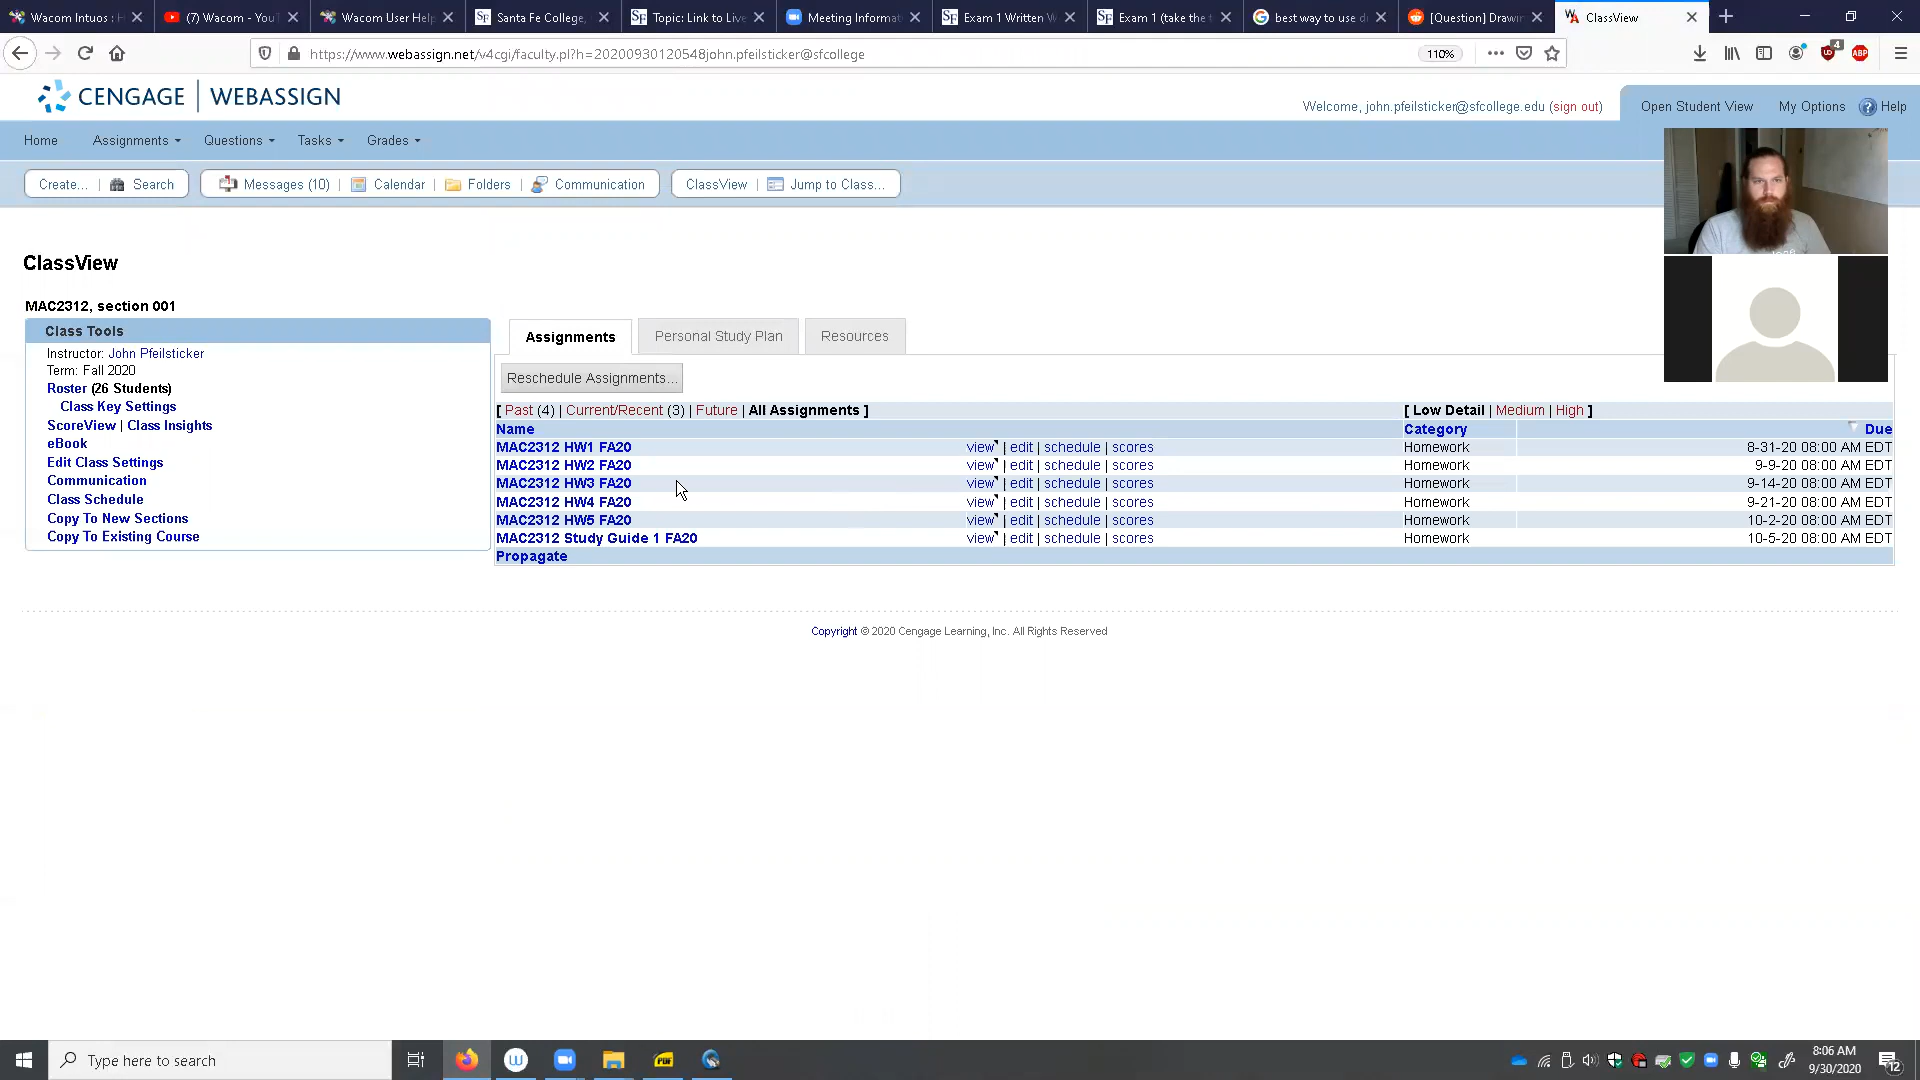 Wacom Intuos : H
(7) Wacom - You
Wacom User Help
Santa Fe College,
Topic: Link to Live
Meeting Informat
Exam 1 Written W
Exam 1 (take the t
best way to use d
[Question] Drawin
ClassView
https://www.webassign.net/v4cgi/faculty.pl?h=20200930120548john.pfeilsticker@sfcollege
110%
4
ABP
CENGAGE | WEBASSIGN
Welcome, john.pfeilsticker@sfcollege.edu (sign out)
Open Student View
My Options
Help
Home
Assignments
Questions
Tasks
Grades
Create... | Search
Messages (10) | Calendar | Folders | Communication
ClassView | Jump to Class...
ClassView
MAC2312, section 001
Class Tools
Instructor: John Pfeilsticker
Term: Fall 2020
Roster (26 Students)
Class Key Settings
ScoreView | Class Insights
eBook
Edit Class Settings
Communication
Class Schedule
Copy To New Sections
Copy To Existing Course
Assignments
Personal Study Plan
Resources
Reschedule Assignments...
[ Past (4) | Current/Recent (3) | Future | All Assignments ]
[ Low Detail | Medium | High ]
Name Category Due
MAC2312 HW1 FA20 view | edit | schedule | scores Homework 8-31-20 08:00 AM EDT
MAC2312 HW2 FA20 view | edit | schedule | scores Homework 9-9-20 08:00 AM EDT
MAC2312 HW3 FA20 view | edit | schedule | scores Homework 9-14-20 08:00 AM EDT
MAC2312 HW4 FA20 view | edit | schedule | scores Homework 9-21-20 08:00 AM EDT
MAC2312 HW5 FA20 view | edit | schedule | scores Homework 10-2-20 08:00 AM EDT
MAC2312 Study Guide 1 FA20 view | edit | schedule | scores Homework 10-5-20 08:00 AM EDT
Propagate
Copyright © 2020 Cengage Learning, Inc. All Rights Reserved
Type here to search
PDF
8:06 AM
9/30/2020
12